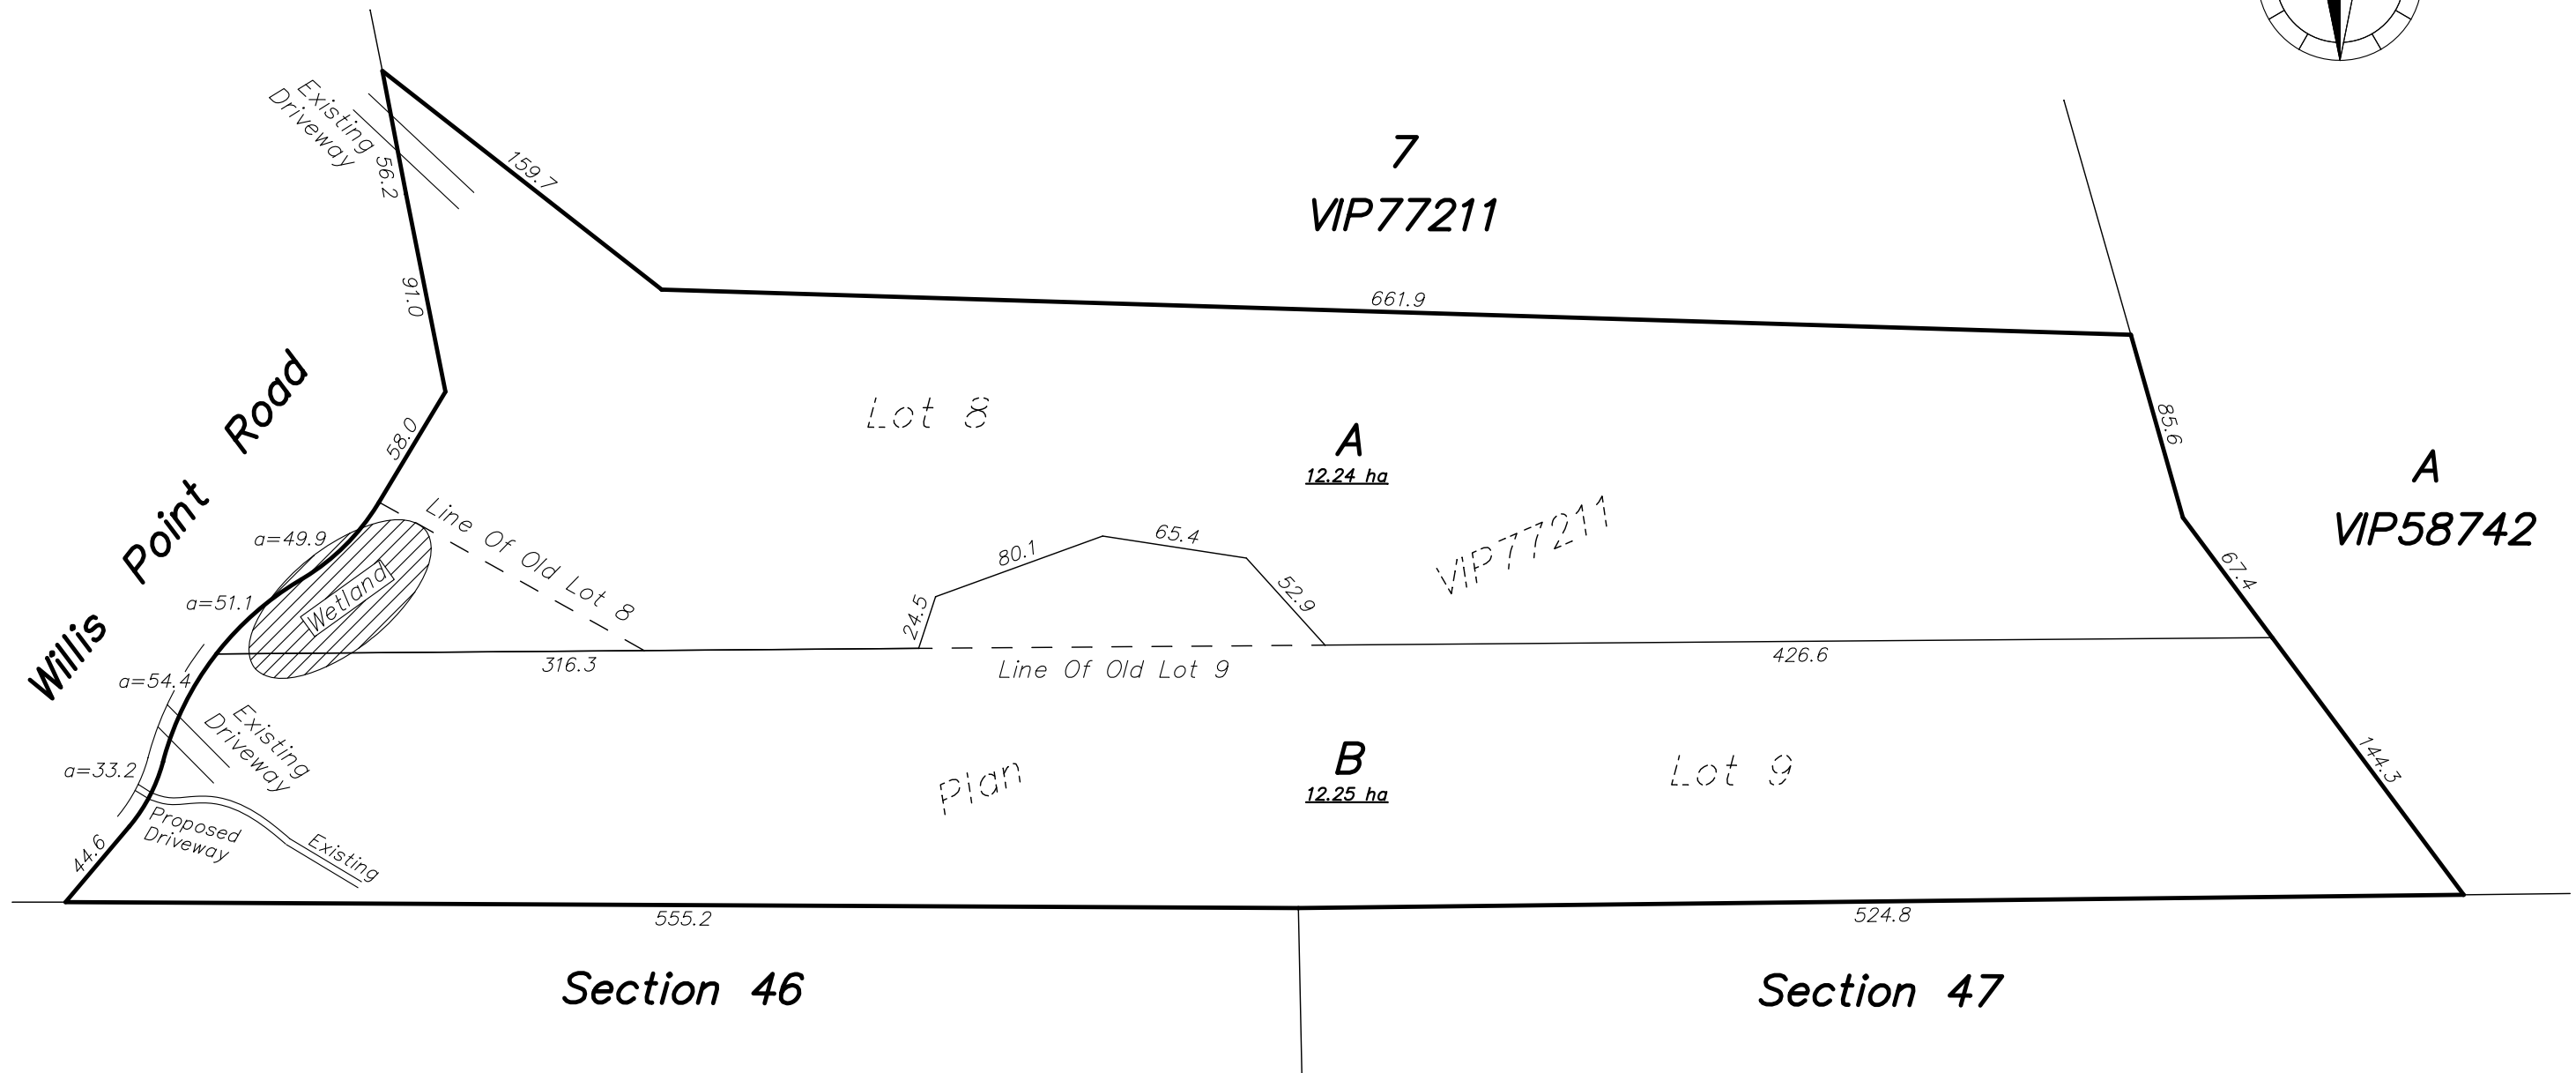 Existing
Driveway
56.2
159.7
7
VIP77211
91.0
661.9
Willis Point Road
58.0
Lot 8
A
12.24 ha
85.6
A
VIP58742
a=49.9
Line Of Old Lot 8
80.1
65.4
VIP77211
67.4
a=51.1
Wetland
24.5
52.9
316.3
Line Of Old Lot 9
426.6
a=54.4
Existing
Driveway
Plan
B
12.25 ha
Lot 9
144.3
a=33.2
Proposed
Driveway
Existing
44.6
555.2
524.8
Section 46
Section 47